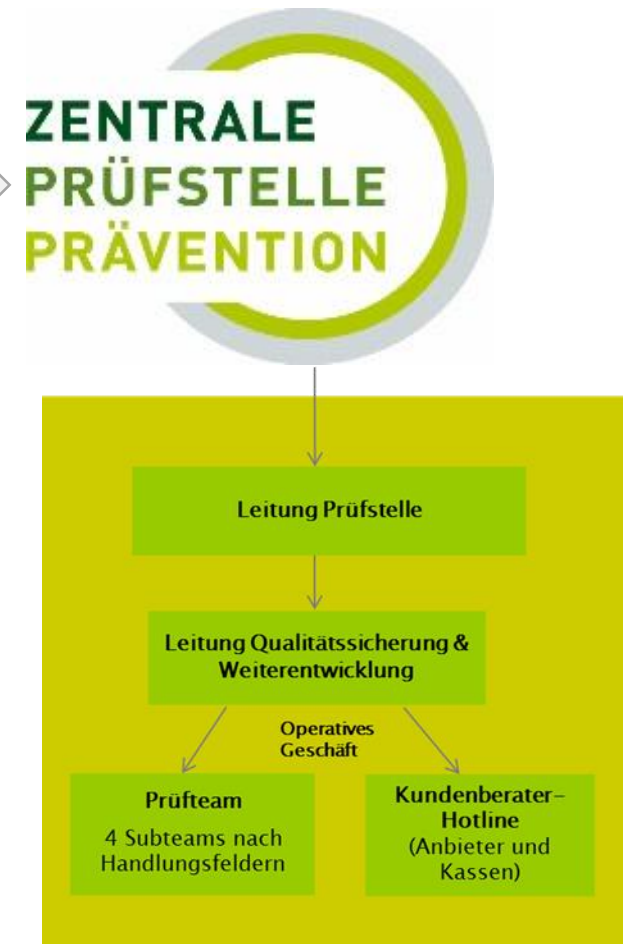 ZENTRALE
PRÜFSTELLE
PRÄVENTION
Leitung Prüfstelle
Leitung Qualitätssicherung &
Weiterentwicklung
Operatives
Geschäft
Prüfteam
4 Subteams nach
Handlungsfeldern
Kundenberater-
Hotline
(Anbieter und
Kassen)